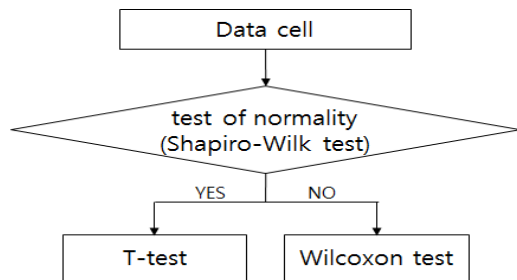 Data cell
test of normality
(Shapiro-Wilk test)
YES
NO
T-test
Wilcoxon test